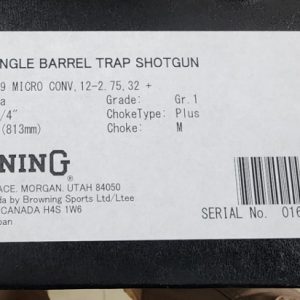 NGLE BARREL TRAP SHOTGUN
9 MICRO CONV,12-2.75,32 +
a Grade: Gr.1
/4" ChokeType: Plus
(813mm) Choke: M
NING
ACE, MORGAN, UTAH 84050
da by Browning Sports Ltd/Ltee
CANADA H4S 1W6
pan
SERIAL No. 016